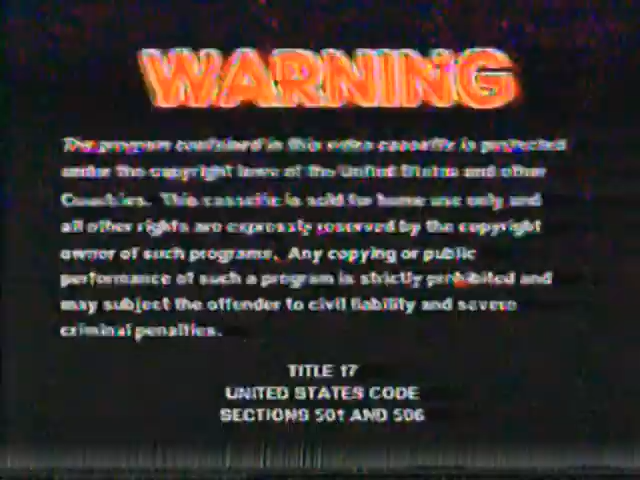 WARNING
The program contained in this video cassette is protected
under the copyright laws of the United States and other
Countries. This cassette is sold for home use only and
all other rights are expressly reserved by the copyright
owner of such programs. Any copying or public
performance of such a program is strictly prohibited and
may subject the offender to civil liability and severe
criminal penalties.
TITLE 17
UNITED STATES CODE
SECTIONS 501 AND 506